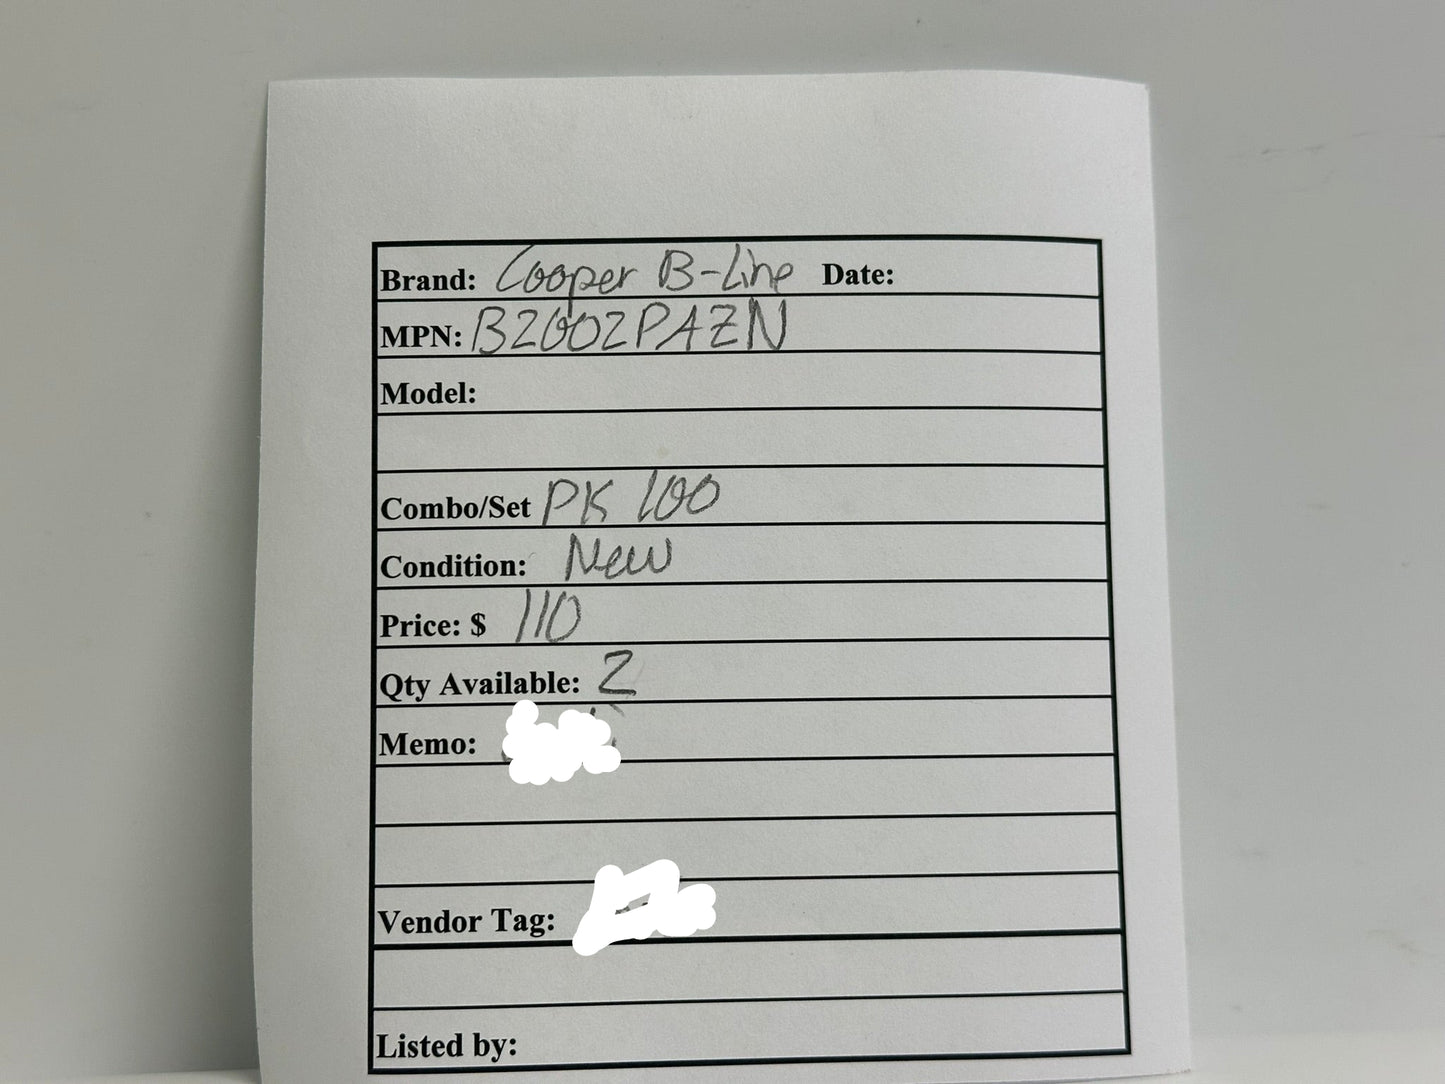 Brand: Cooper B-Line Date:
MPN: B2002PAZN
Model:
Combo/Set PK 100
Condition: New
Price: $ 110
Qty Available: 2
Memo:
Vendor Tag:
Listed by: